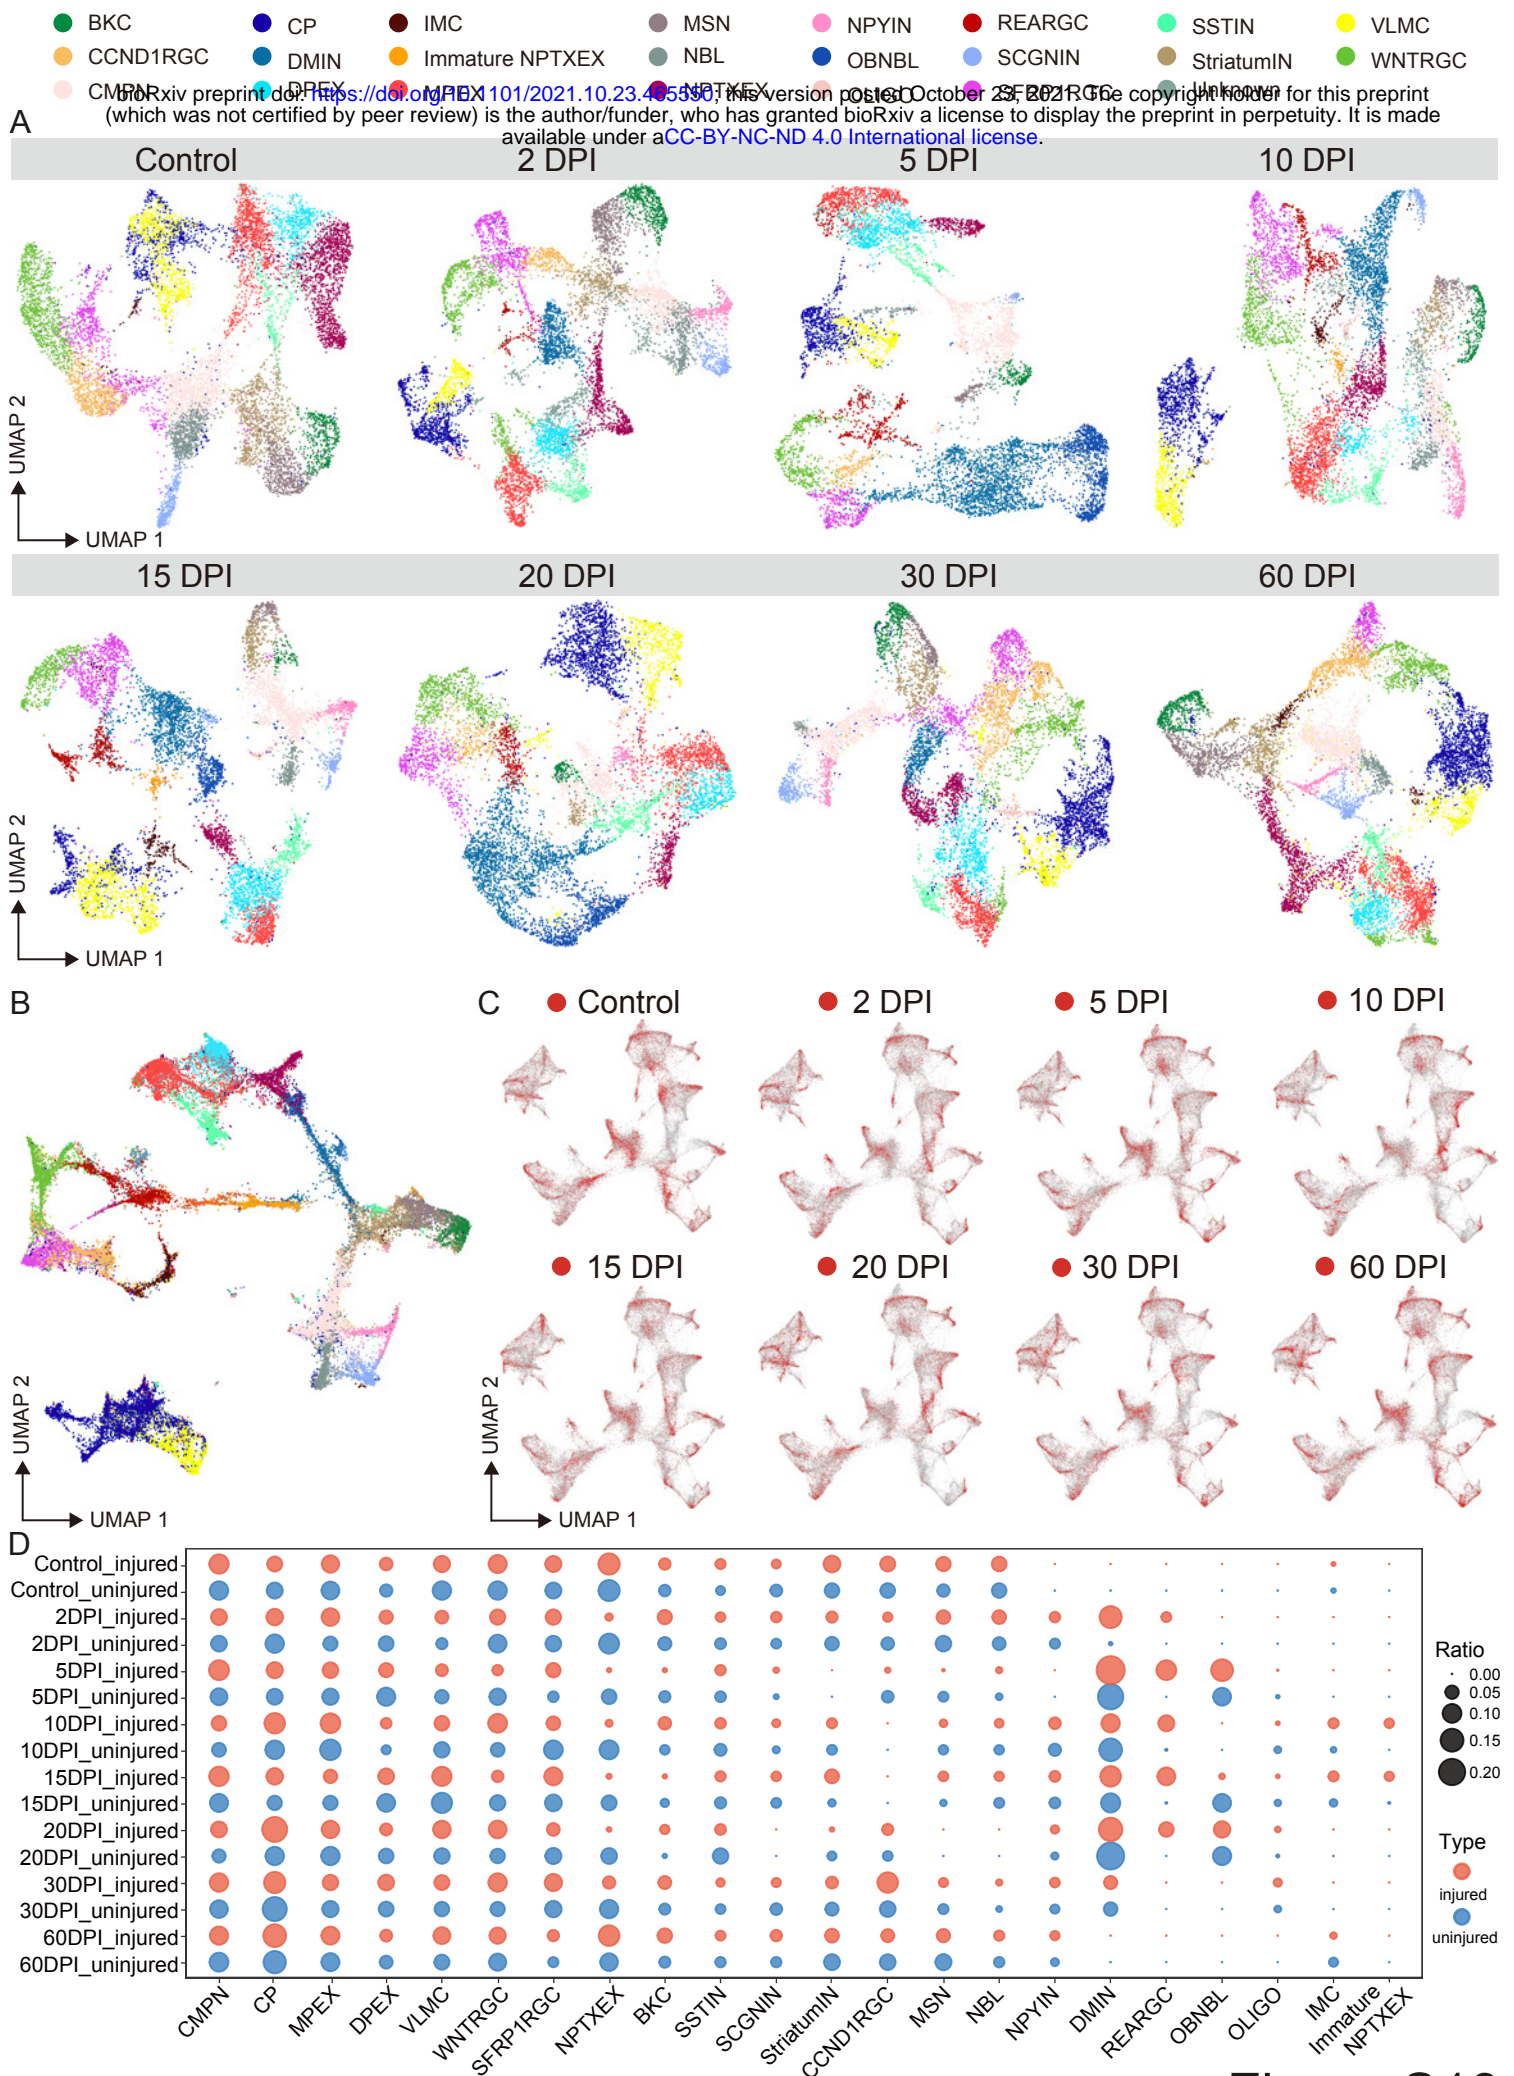 BKC CP IMC MSN NPYIN REARGC SSTIN VLMC
CCND1RGC DMIN Immature NPTXEX NBL OBNBL SCGNIN StriatumIN WNTRGC
CMPN DPEX MPEX NPTXEX OLIGO SFRP1RGC Unknown
bioRxiv preprint doi: https://doi.org/10.1101/2021.10.23.465550; this version posted October 23, 2021. The copyright holder for this preprint
(which was not certified by peer review) is the author/funder, who has granted bioRxiv a license to display the preprint in perpetuity. It is made
available under aCC-BY-NC-ND 4.0 International license.
A
Control 2 DPI 5 DPI 10 DPI
UMAP 2
UMAP 1
15 DPI 20 DPI 30 DPI 60 DPI
UMAP 2
UMAP 1
B
UMAP 2
UMAP 1
C
Control 2 DPI 5 DPI 10 DPI
15 DPI 20 DPI 30 DPI 60 DPI
UMAP 2
UMAP 1
D
Control_injured
Control_uninjured
2DPI_injured
2DPI_uninjured
5DPI_injured
5DPI_uninjured
10DPI_injured
10DPI_uninjured
15DPI_injured
15DPI_uninjured
20DPI_injured
20DPI_uninjured
30DPI_injured
30DPI_uninjured
60DPI_injured
60DPI_uninjured
CMPN
CP
MPEX
DPEX
VLMC
WNTRGC
SFRP1RGC
NPTXEX
BKC
SSTIN
SCGNIN
StriatumIN
CCND1RGC
MSN
NBL
NPYIN
DMIN
REARGC
OBNBL
OLIGO
IMC
Immature
NPTXEX
Ratio
0.00
0.05
0.10
0.15
0.20
Type
injured
uninjured